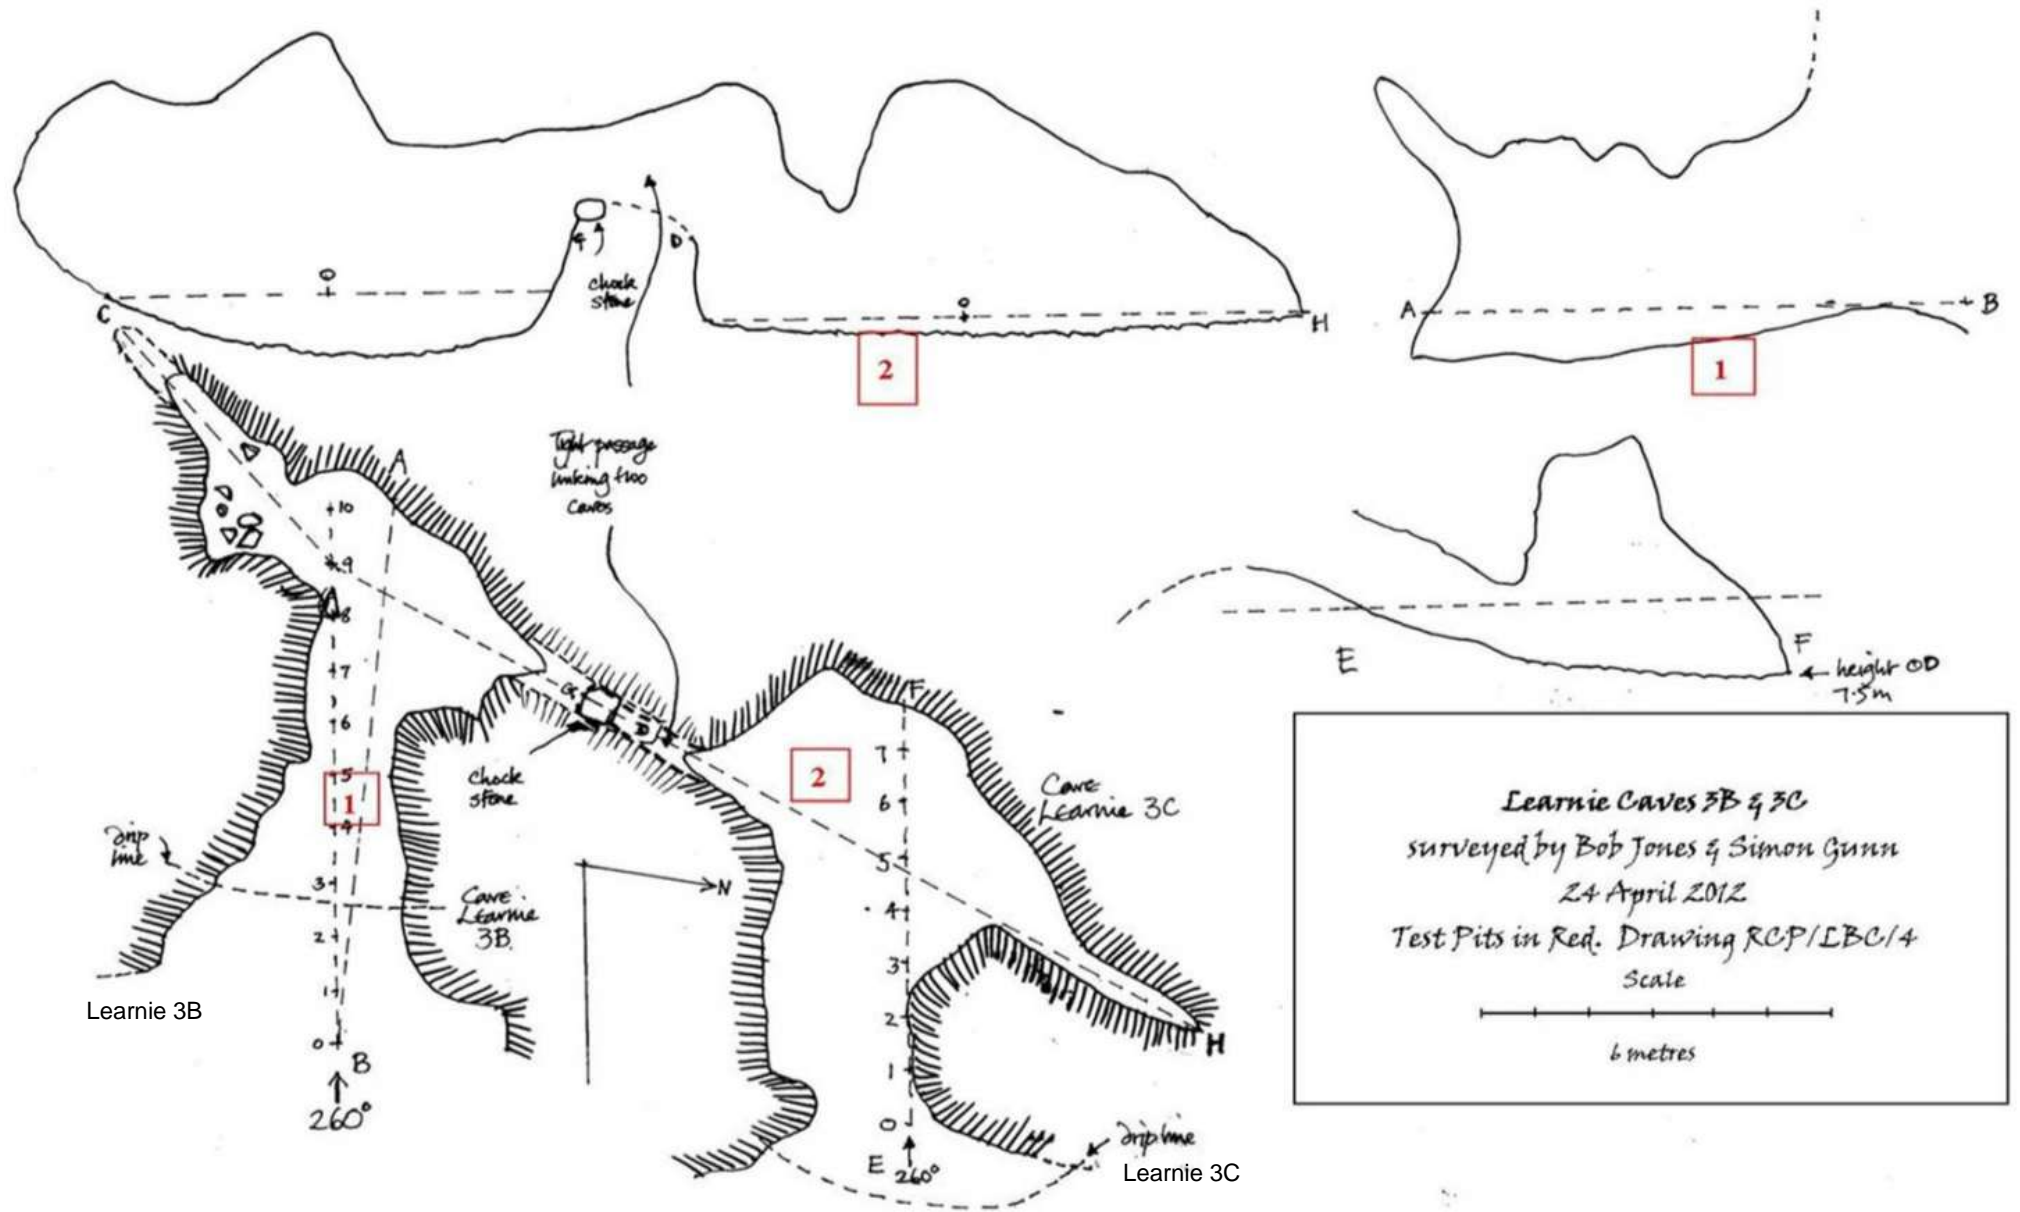 G
chock
stone
D
C
H
2
A
B
1
Tight passage
linking two
caves
A
10
9
8
7
6
5
1
4
3
2
1
0
B
260°
drip
line
Learnie 3B
G
D
chock
stone
Cave
Learnie
3B
N
F
2
7
6
5
4
3
2
1
0
E
260°
Cave
Learnie 3C
H
dripline
Learnie 3C
E
F
height OD
7.5m
Learnie Caves 3B & 3C
surveyed by Bob Jones & Simon Gunn
24 April 2012
Test Pits in Red. Drawing RCP/LBC/4
Scale
6 metres